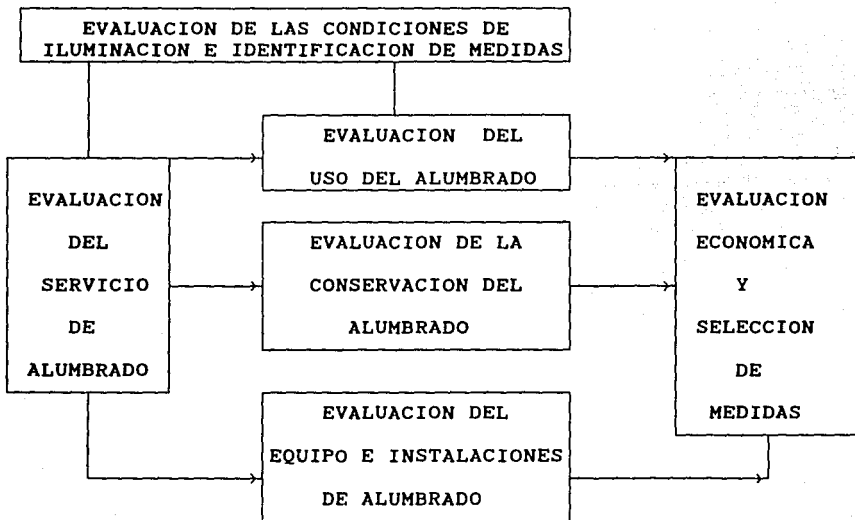 EVALUACION DE LAS CONDICIONES DE
ILUMINACION E IDENTIFICACION DE MEDIDAS
EVALUACION DEL
USO DEL ALUMBRADO
EVALUACION
DEL
SERVICIO
DE
ALUMBRADO
EVALUACION DE LA
CONSERVACION DEL
ALUMBRADO
EVALUACION DEL
EQUIPO E INSTALACIONES
DE ALUMBRADO
EVALUACION
ECONOMICA
Y
SELECCION
DE
MEDIDAS